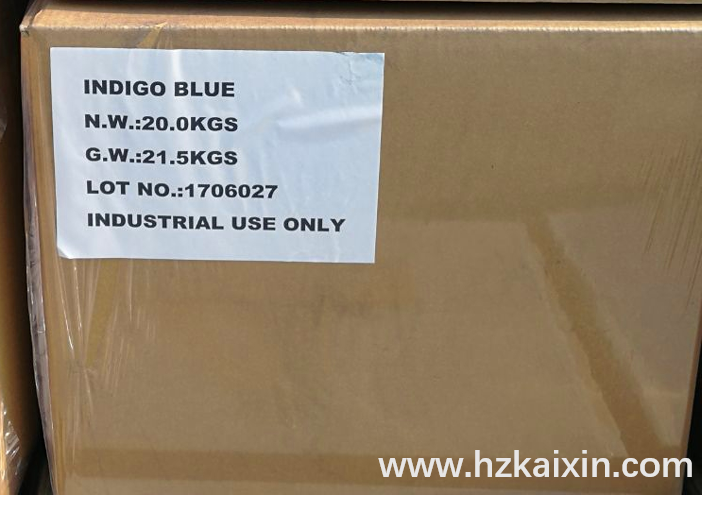 INDIGO BLUE
N.W.:20.0KGS
G.W.:21.5KGS
LOT NO.:1706027
INDUSTRIAL USE ONLY
www.hzkaixin.com